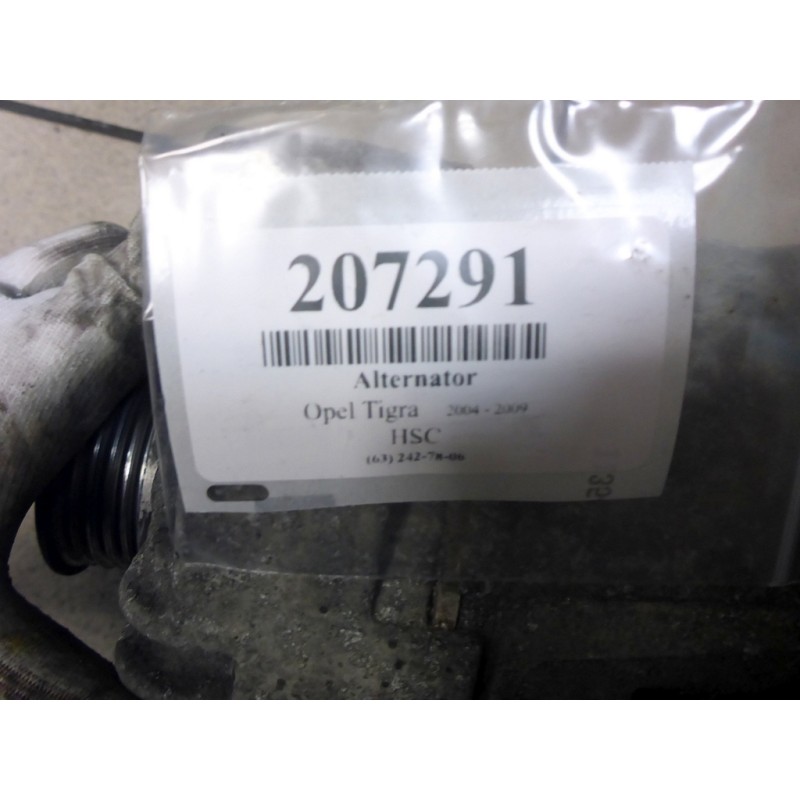 207291
Alternator
Opel Tigra 2004 - 2009
HSC
(63) 242-78-06